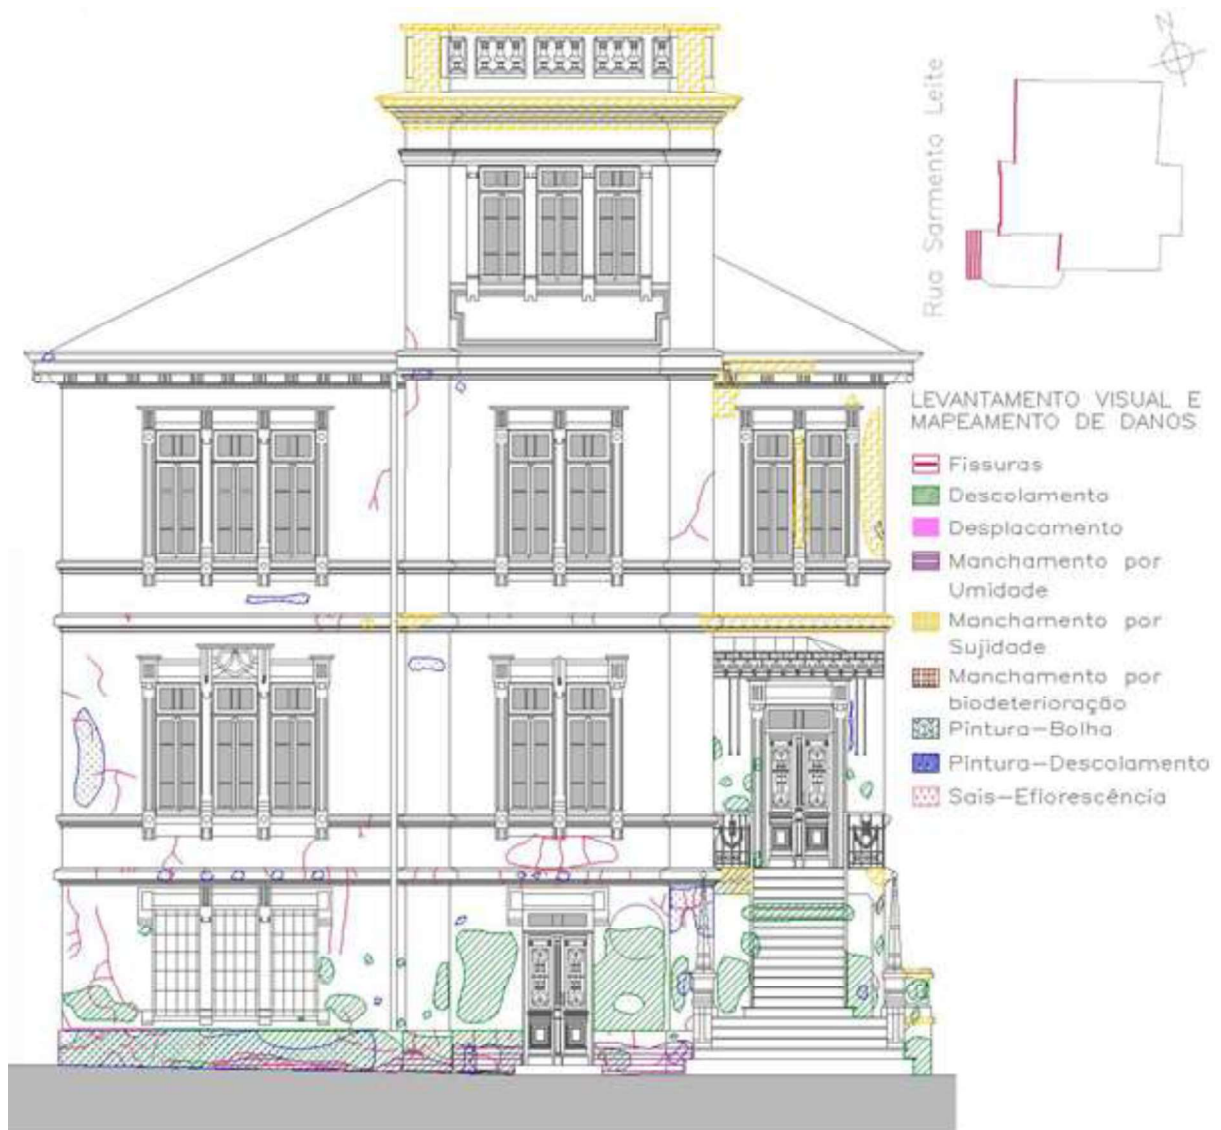 Z
Rua Sarmento Leite
LEVANTAMENTO VISUAL E
MAPEAMENTO DE DANOS
Fissuras
Descolamento
Desplacamento
Manchamento por
Umidade
Manchamento por
Sujidade
Manchamento por
biodeterioração
Pintura-Bolha
Pintura-Descolamento
Sais-Eflorescência